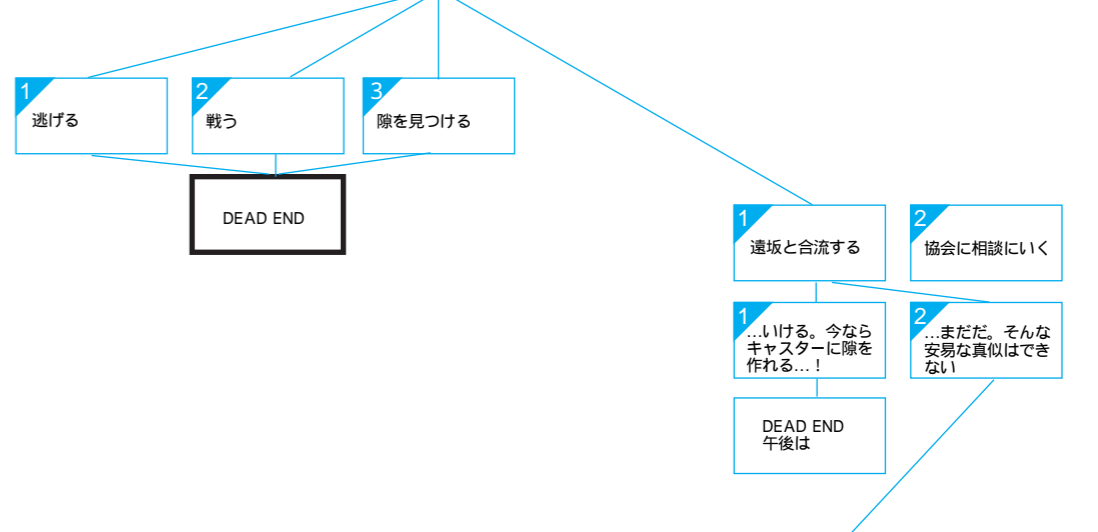 1
逃げる
2
戦う
3
隙を見つける
DEAD END
1
遠坂と合流する
2
協会に相談にいく
1
…いける。今なら
キャスターに隙を
作れる…！
2
…まだだ。そんな
安易な真似はでき
ない
DEAD END
午後は